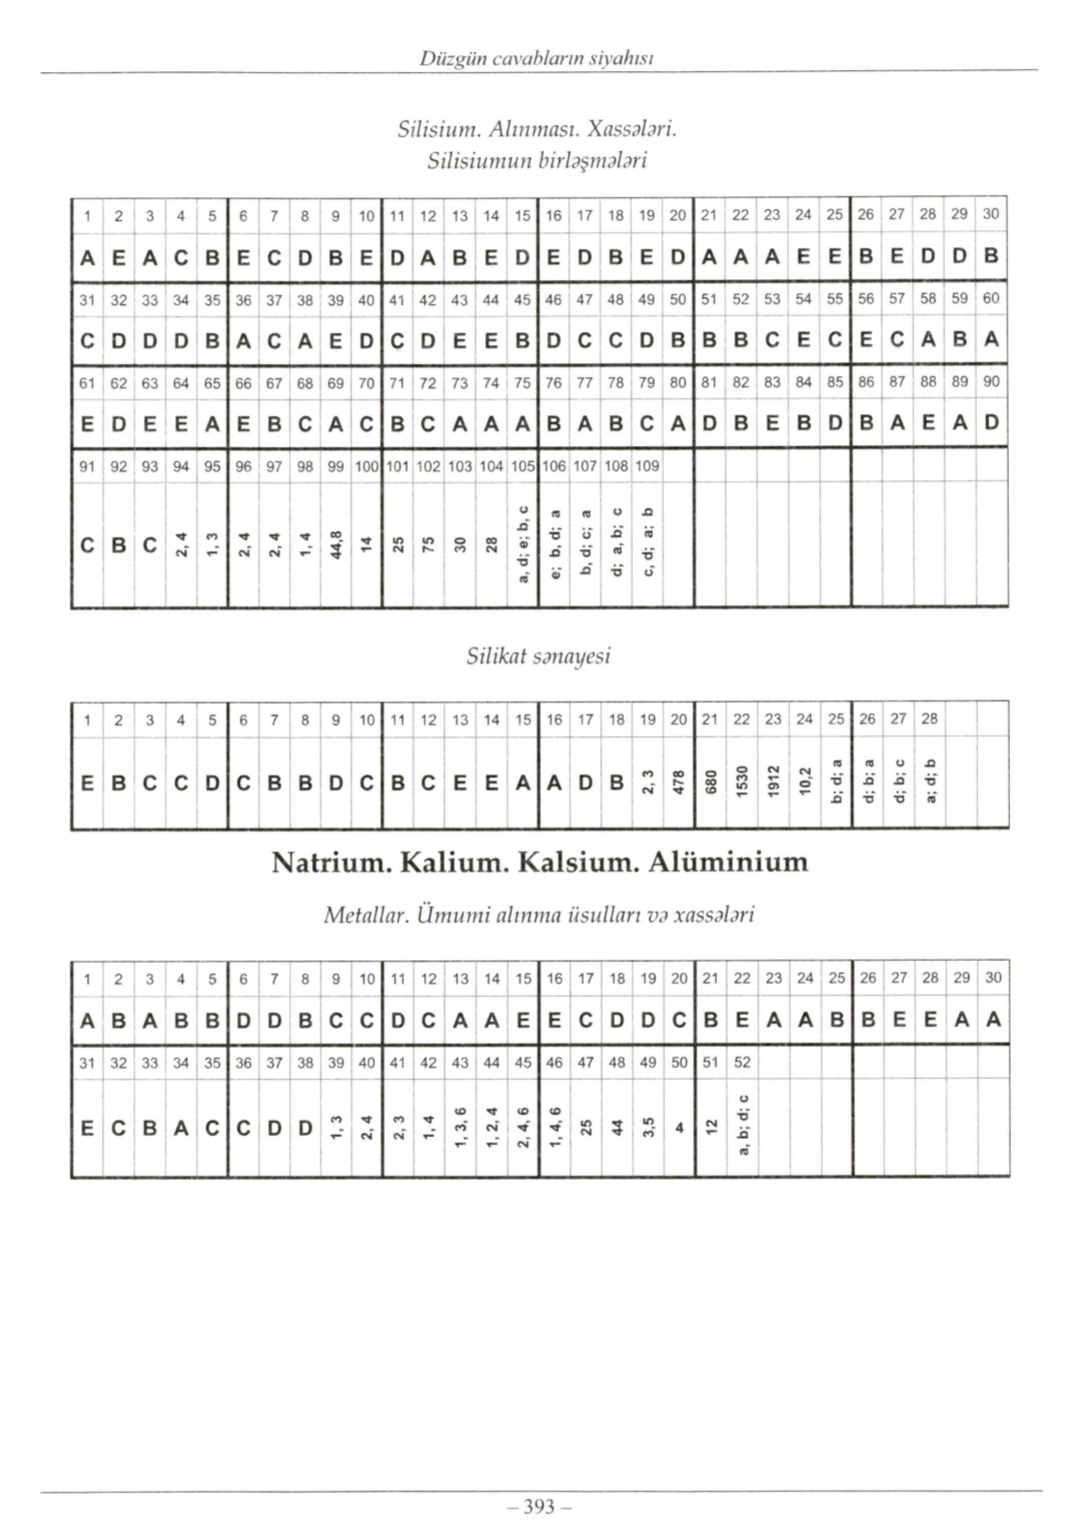 Düzgün cavabların siyahısı
Silisium. Alınması. Xassələri.
Silisiumun birləşmələri
1 2 3 4 5 6 7 8 9 10 11 12 13 14 15 16 17 18 19 20 21 22 23 24 25 26 27 28 29 30
A E A C B E C D B E D A B E D E D B E D A A A E E B E D D B
31 32 33 34 35 36 37 38 39 40 41 42 43 44 45 46 47 48 49 50 51 52 53 54 55 56 57 58 59 60
C D D D B A C A E D C D E E B D C C D B B B C E C E C A B A
61 62 63 64 65 66 67 68 69 70 71 72 73 74 75 76 77 78 79 80 81 82 83 84 85 86 87 88 89 90
E D E E A E B C A C B C A A A B A B C A D B E B D B A E A D
91 92 93 94 95 96 97 98 99 100 101 102 103 104 105 106 107 108 109
C B C 2, 4 1, 3 2, 4 2, 4 1, 4 44,8 14 25 75 30 28 a, d; e; b, c e; b, d; a b, d; c; a d; a, b; c c, d; a; b
Silikat sənayesi
1 2 3 4 5 6 7 8 9 10 11 12 13 14 15 16 17 18 19 20 21 22 23 24 25 26 27 28
E B C C D C B B D C B C E E A A D B 2, 3 478 680 1530 1912 10,2 b; d; a d; b; a d; b; c a; d; b
Natrium. Kalium. Kalsium. Alüminium
Metallar. Ümumi alınma üsulları və xassələri
1 2 3 4 5 6 7 8 9 10 11 12 13 14 15 16 17 18 19 20 21 22 23 24 25 26 27 28 29 30
A B A B B D D B C C D C A A E E C D D C B E A A B B E E A A
31 32 33 34 35 36 37 38 39 40 41 42 43 44 45 46 47 48 49 50 51 52
E C B A C C D D 1, 3 2, 4 2, 3 1, 4 1, 3, 6 1, 2, 4 2, 4, 6 1, 4, 6 25 44 3,5 4 12 a, b; d; c
– 393 –